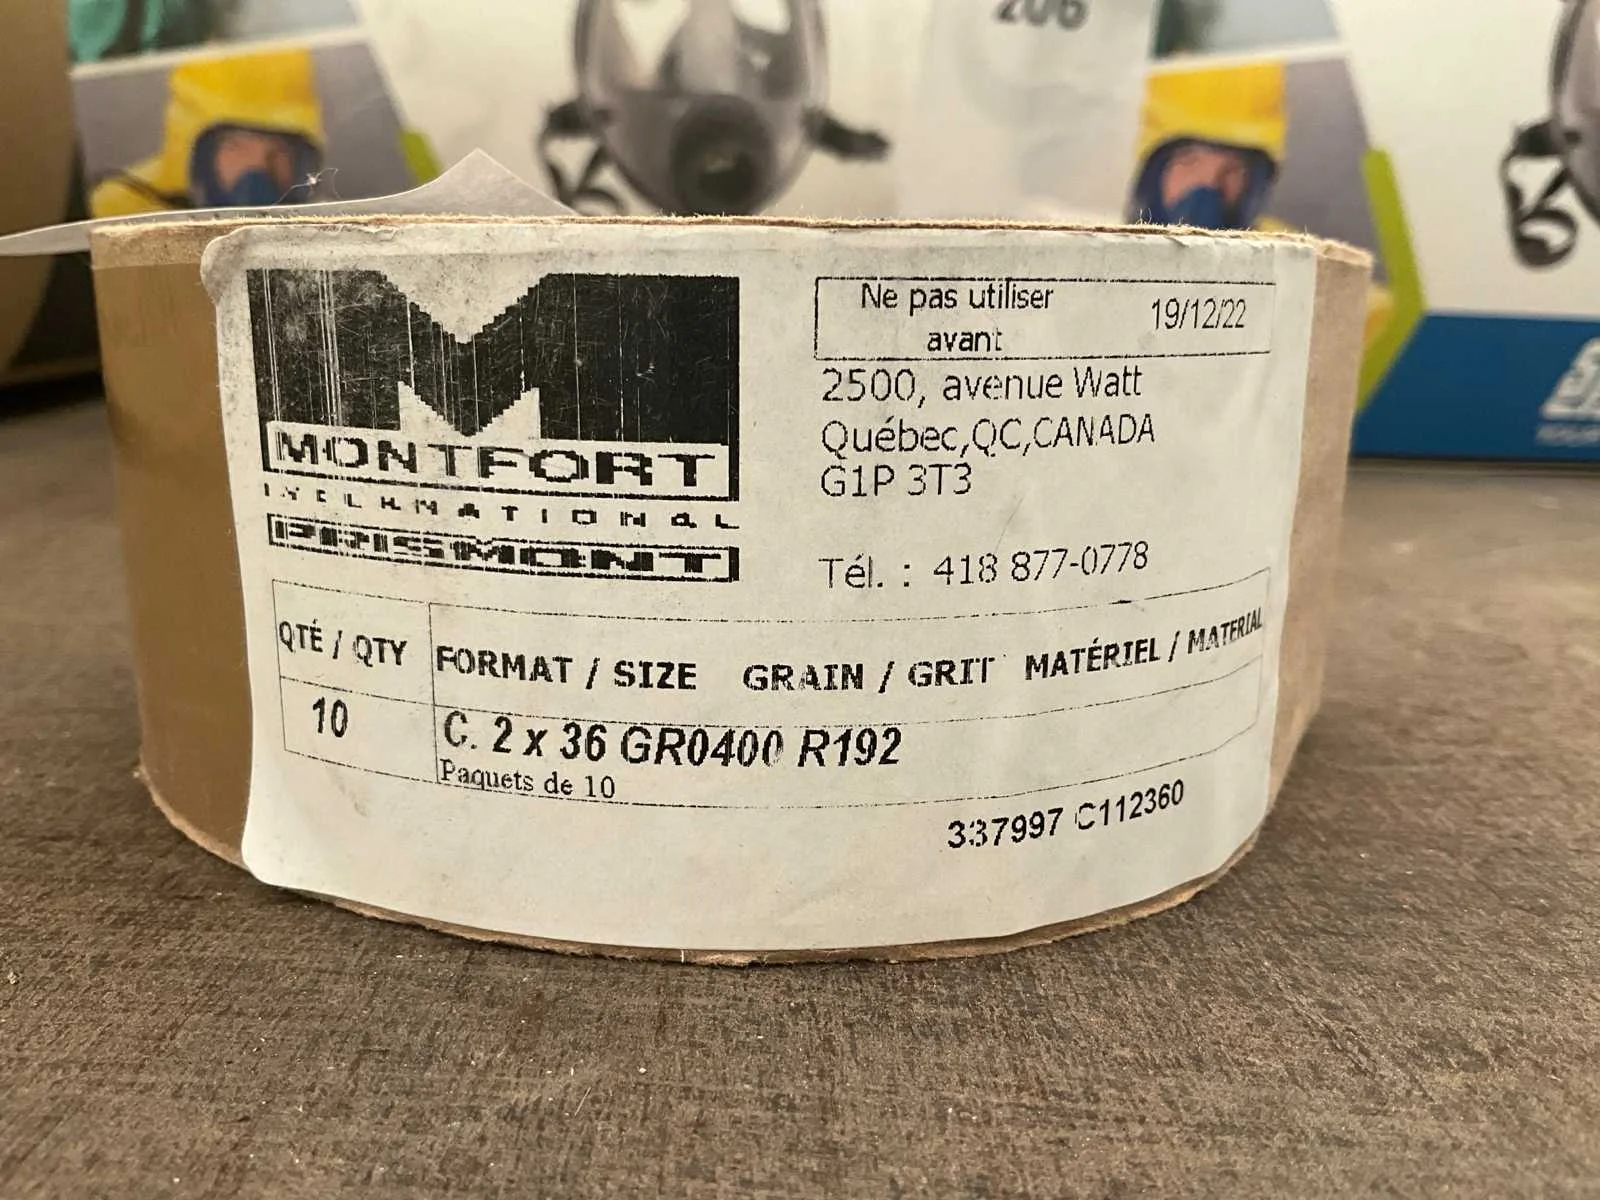 206
MONTFORT
INTERNATIONAL
PRISMONT
Ne pas utiliser
avant
19/12/22
2500, avenue Watt
Québec,QC,CANADA
G1P 3T3
Tél. : 418 877-0778
QTÉ / QTY FORMAT / SIZE GRAIN / GRIT MATÉRIEL / MATERIAL
10 C. 2 x 36 GR0400 R192
Paquets de 10
337997 C112360